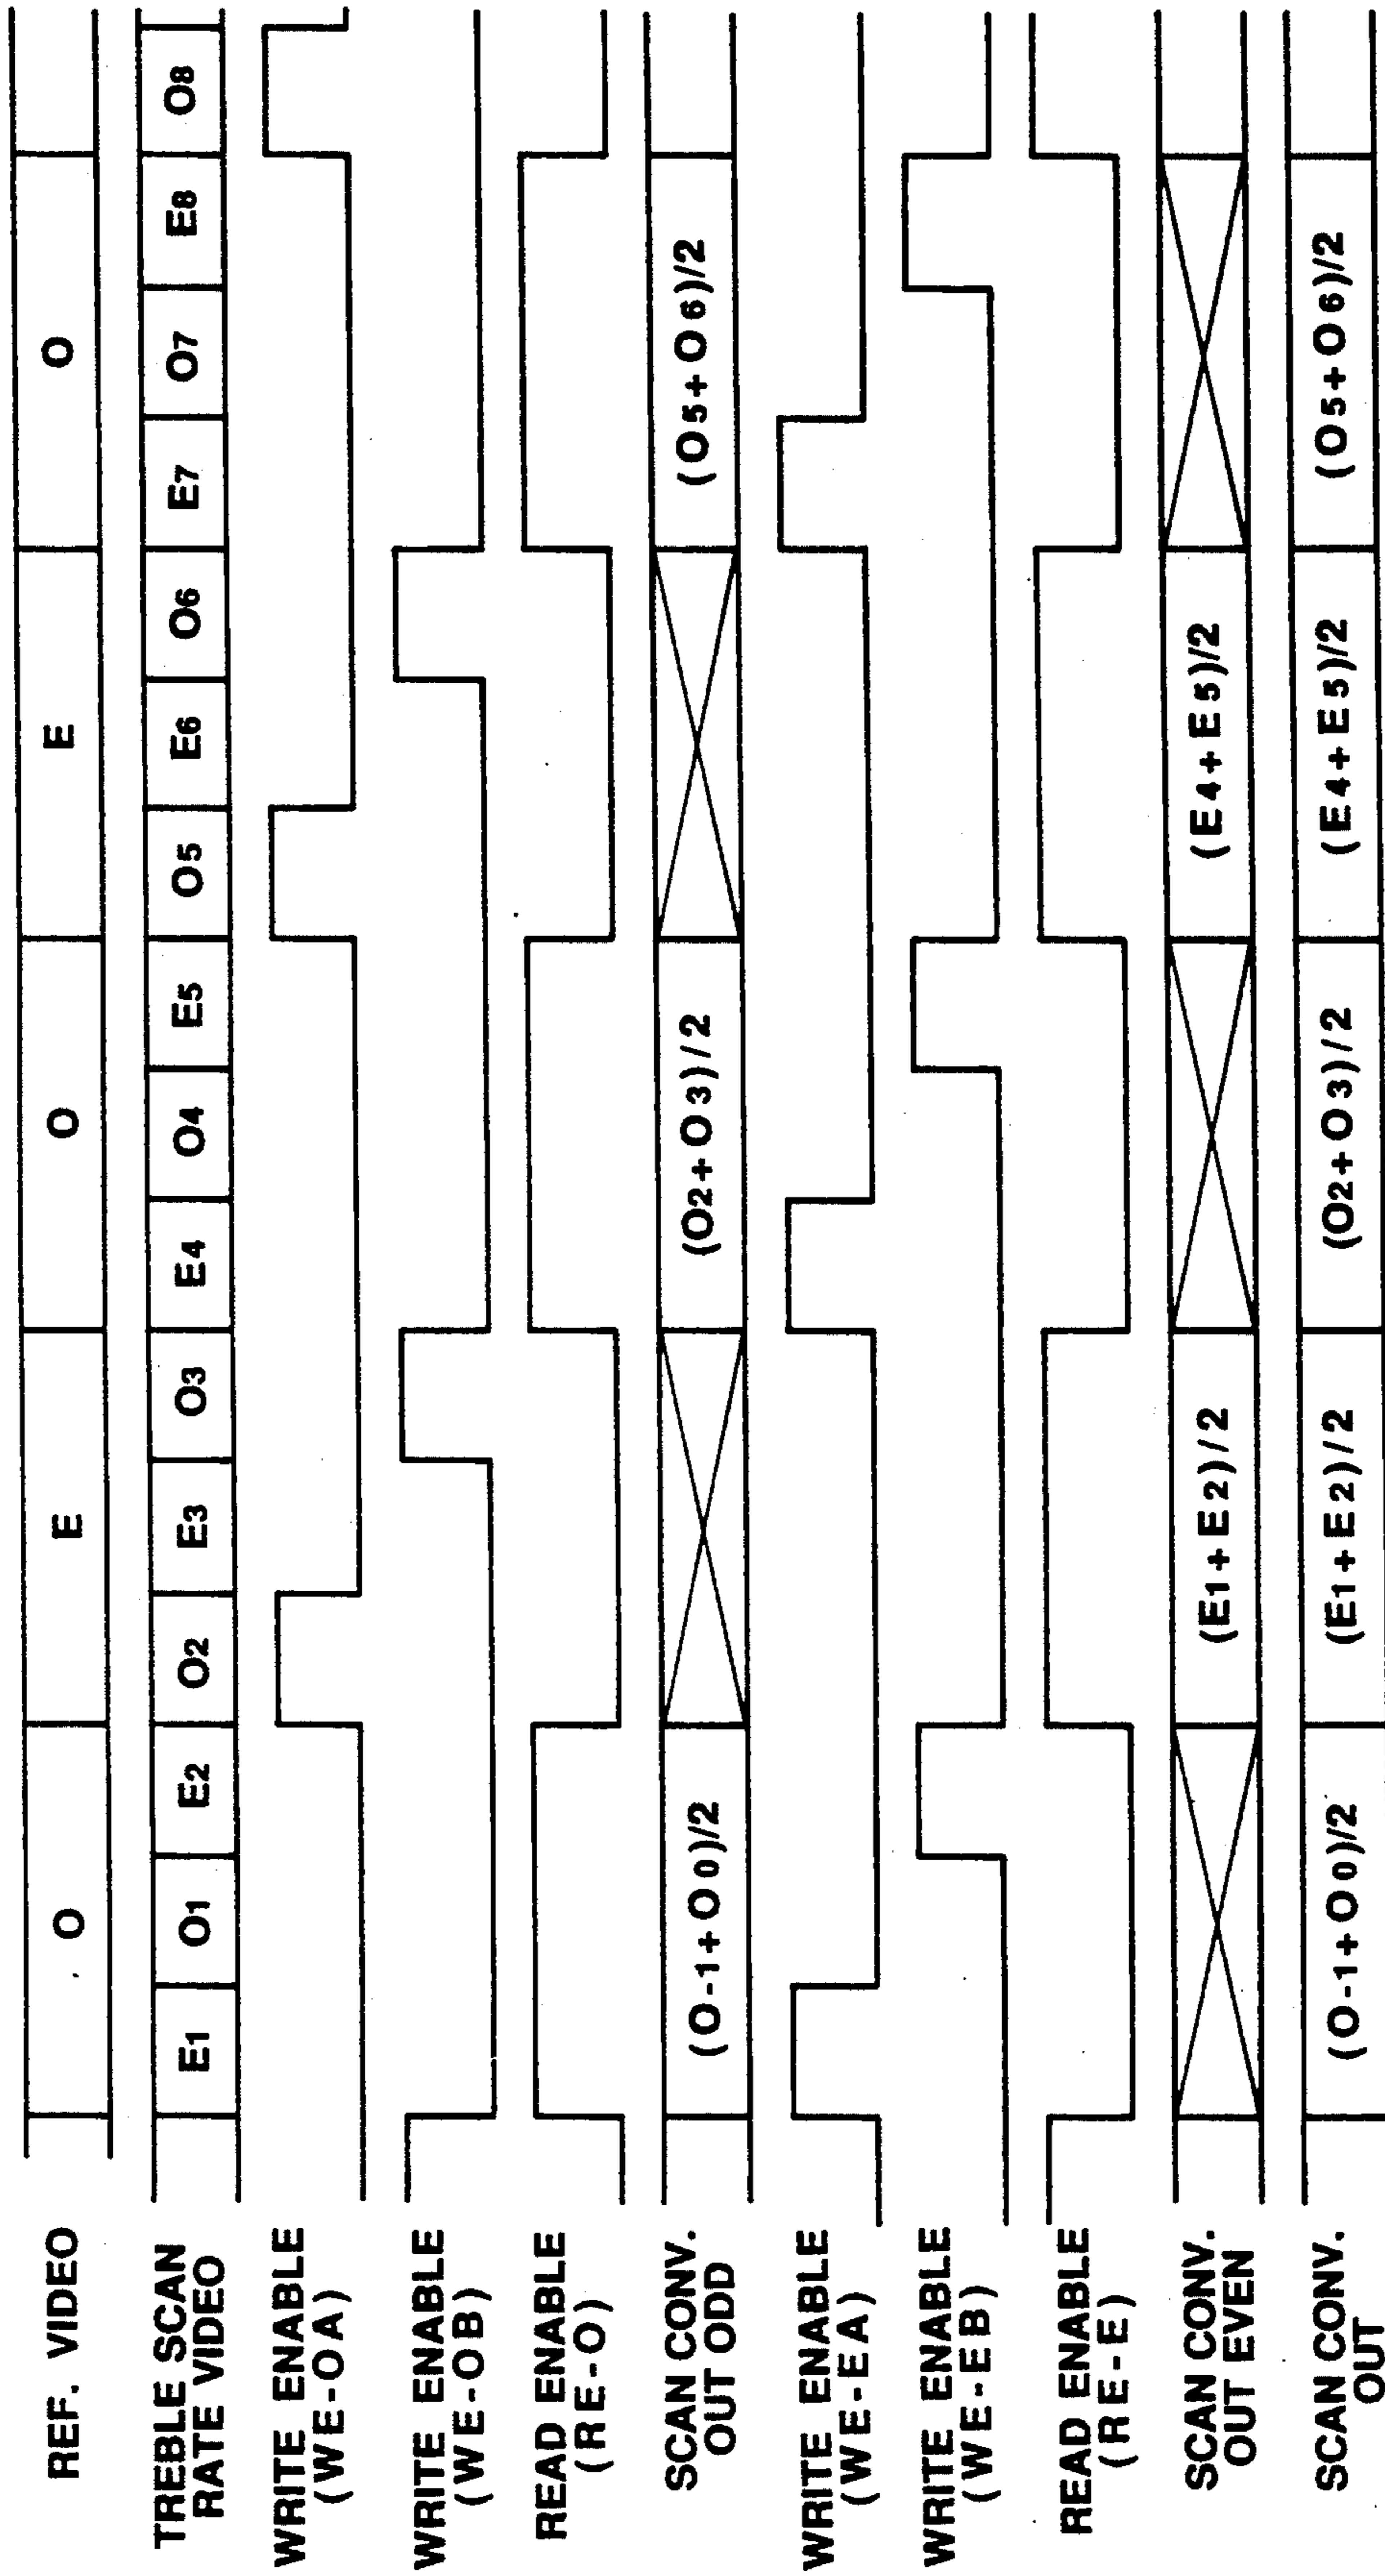 REF. VIDEO
O E O E O
TREBLE SCAN
RATE VIDEO
E1 O1 E2 O2 E3 O3 E4 O4 E5 O5 E6 O6 E7 O7 E8 O8
WRITE ENABLE
(WE-OA)
WRITE ENABLE
(WE-OB)
READ ENABLE
(RE-O)
SCAN CONV.
OUT ODD
(O-1+O0)/2 (O2+O3)/2 (O5+O6)/2
WRITE ENABLE
(WE-EA)
WRITE ENABLE
(WE-EB)
READ ENABLE
(RE-E)
SCAN CONV.
OUT EVEN
(E1+E2)/2 (E4+E5)/2
SCAN CONV.
OUT
(O-1+O0)/2 (E1+E2)/2 (O2+O3)/2 (E4+E5)/2 (O5+O6)/2